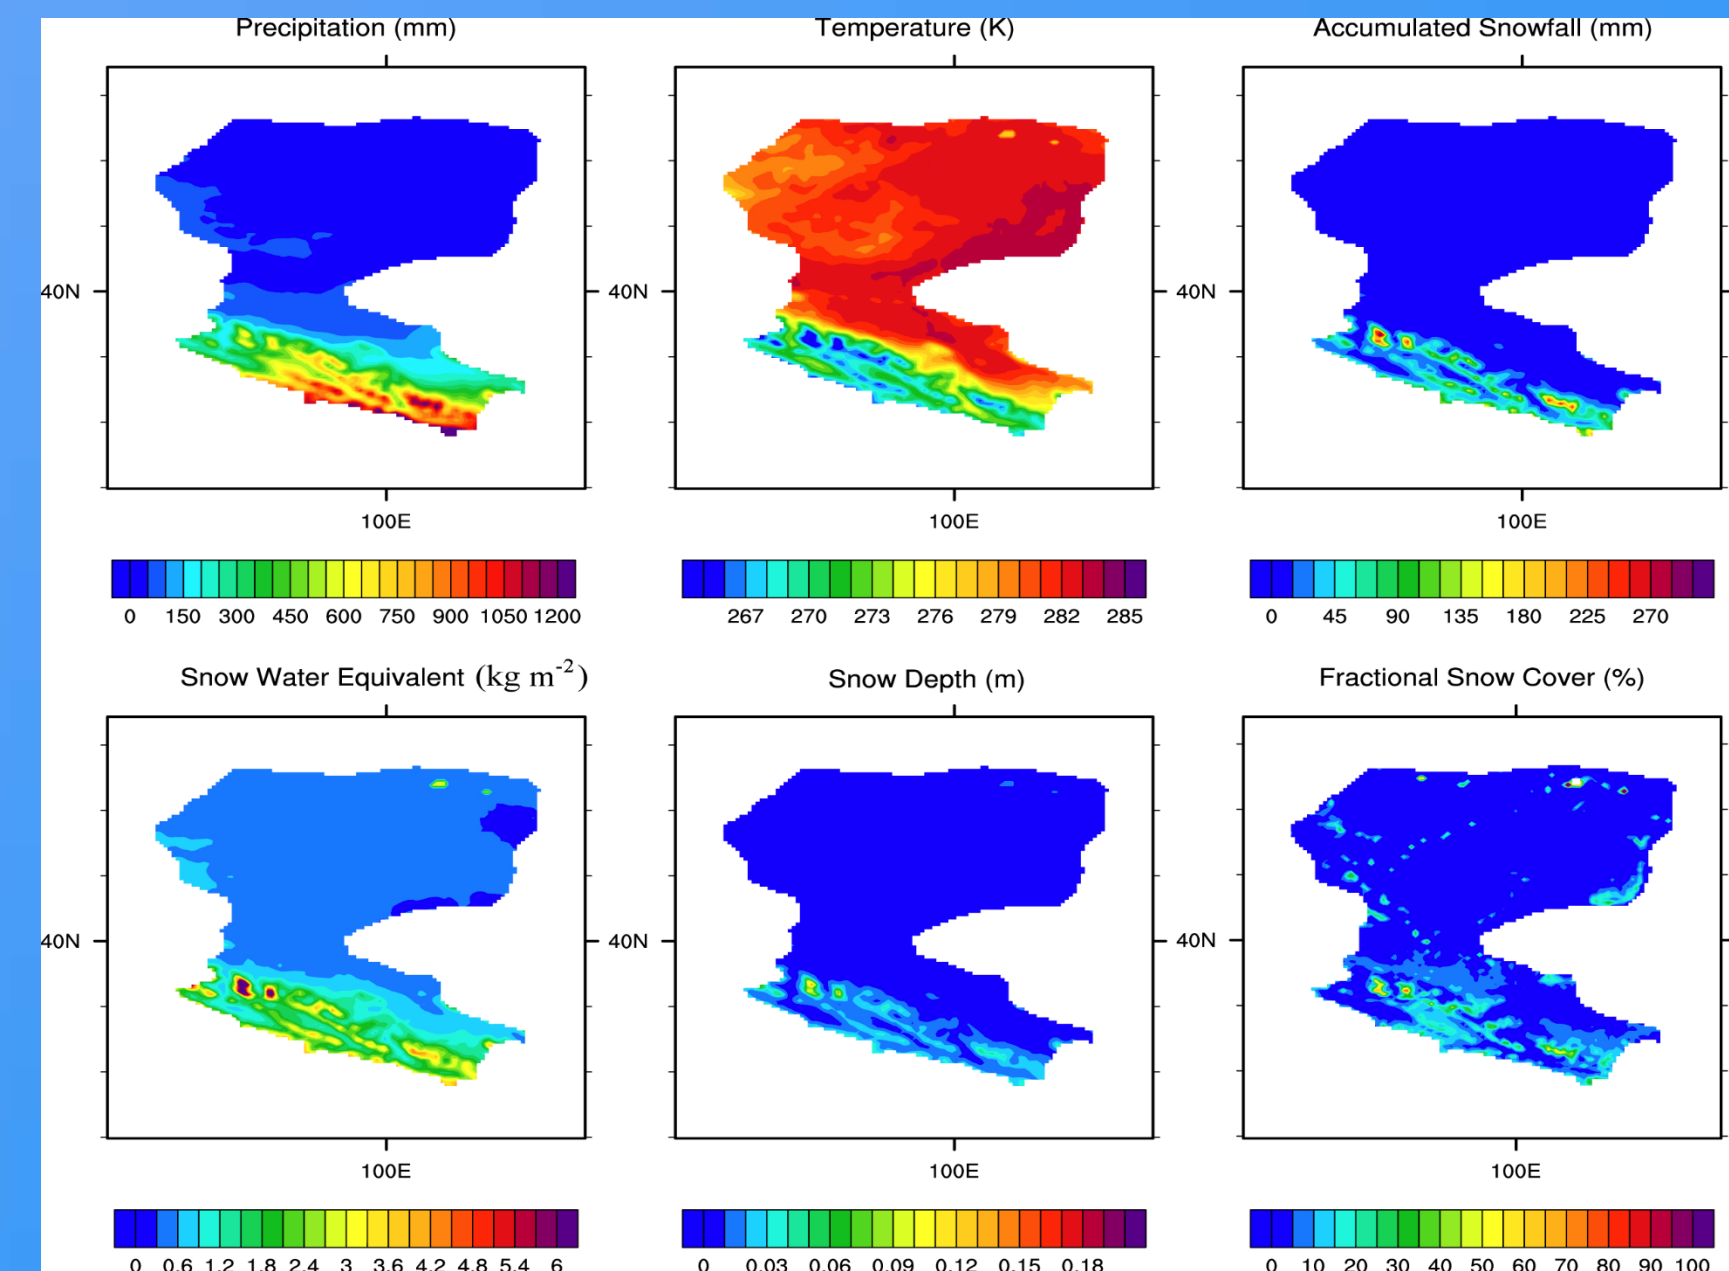 Precipitation (mm) Temperature (K) Accumulated Snowfall (mm)
40N 40N 40N
100E 100E 100E
0 150 300 450 600 750 900 1050 1200 267 270 273 276 279 282 285 0 45 90 135 180 225 270
Snow Water Equivalent (kg m-2) Snow Depth (m) Fractional Snow Cover (%)
40N 40N 40N
100E 100E 100E
0 0.6 1.2 1.8 2.4 3 3.6 4.2 4.8 5.4 6 0 0.03 0.06 0.09 0.12 0.15 0.18 0 10 20 30 40 50 60 70 80 90 100